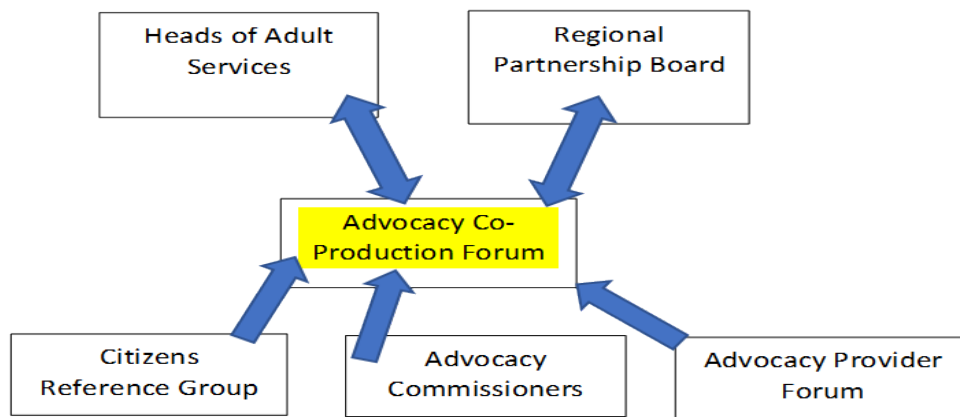 Heads of Adult
Services
Regional
Partnership Board
Advocacy Co-
Production Forum
Citizens
Reference Group
Advocacy
Commissioners
Advocacy Provider
Forum